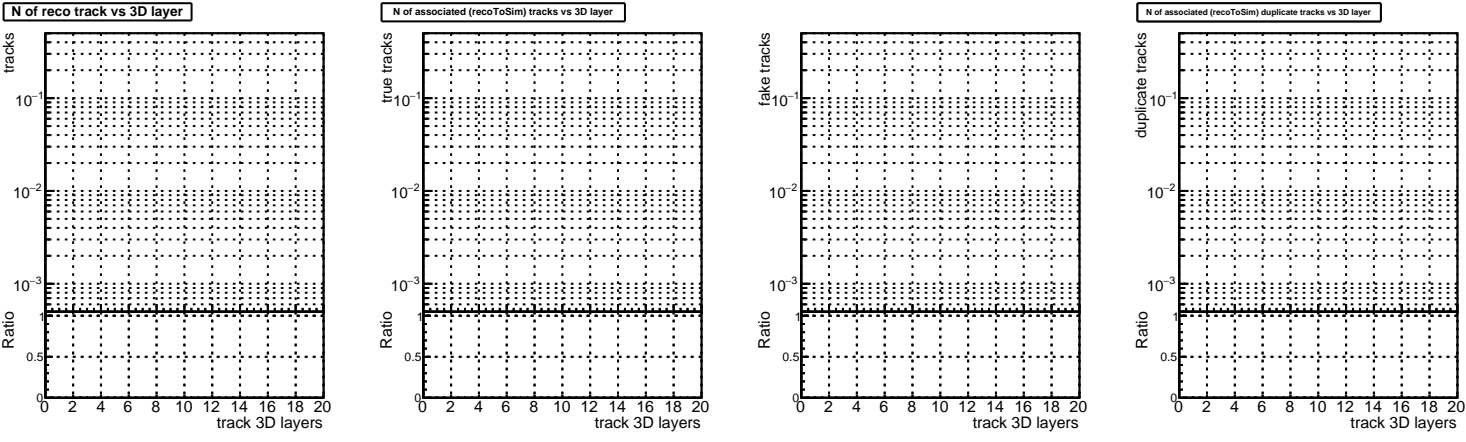 N of reco track vs 3D layer
tracks
10⁻¹
10⁻²
10⁻³
Ratio
1
0.5
0
0 2 4 6 8 10 12 14 16 18 20
track 3D layers
N of associated (recoToSim) tracks vs 3D layer
true tracks
10⁻¹
10⁻²
10⁻³
Ratio
1
0.5
0
0 2 4 6 8 10 12 14 16 18 20
track 3D layers
fake tracks
10⁻¹
10⁻²
10⁻³
Ratio
1
0.5
0
0 2 4 6 8 10 12 14 16 18 20
track 3D layers
N of associated (recoToSim) duplicate tracks vs 3D layer
duplicate tracks
10⁻¹
10⁻²
10⁻³
Ratio
1
0.5
0
0 2 4 6 8 10 12 14 16 18 20
track 3D layers